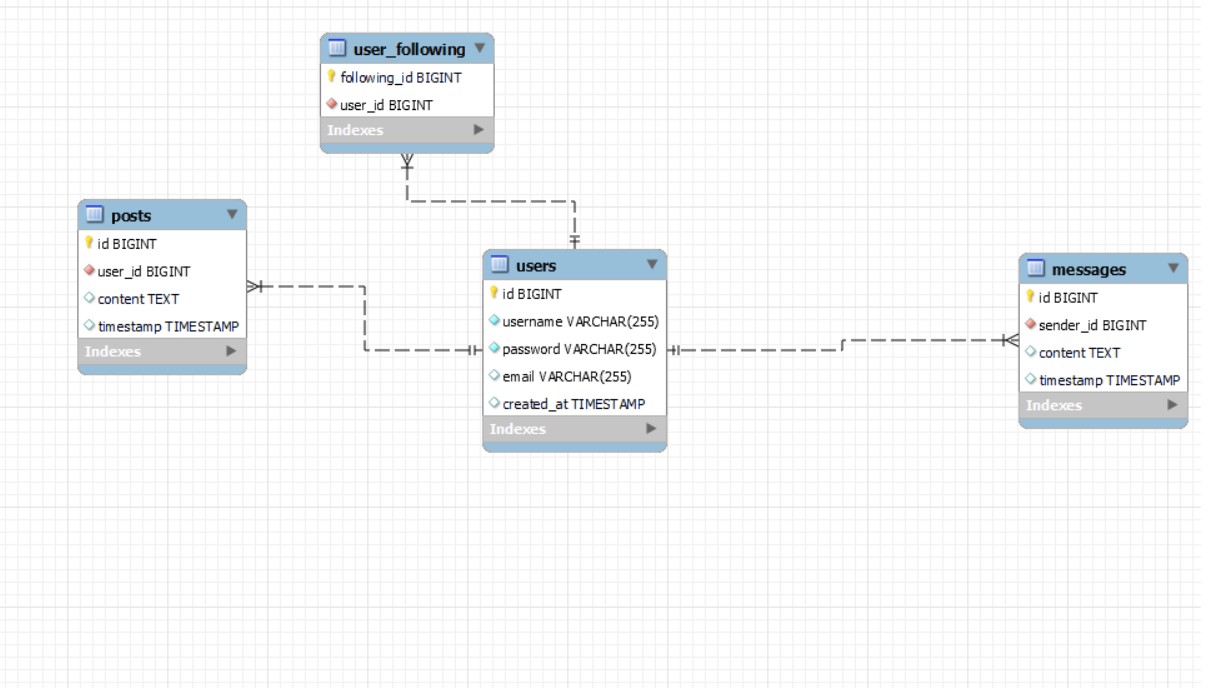 user_following
following_id BIGINT
user_id BIGINT
Indexes
posts
id BIGINT
user_id BIGINT
content TEXT
timestamp TIMESTAMP
Indexes
users
id BIGINT
username VARCHAR(255)
password VARCHAR(255)
email VARCHAR(255)
created_at TIMESTAMP
Indexes
messages
id BIGINT
sender_id BIGINT
content TEXT
timestamp TIMESTAMP
Indexes